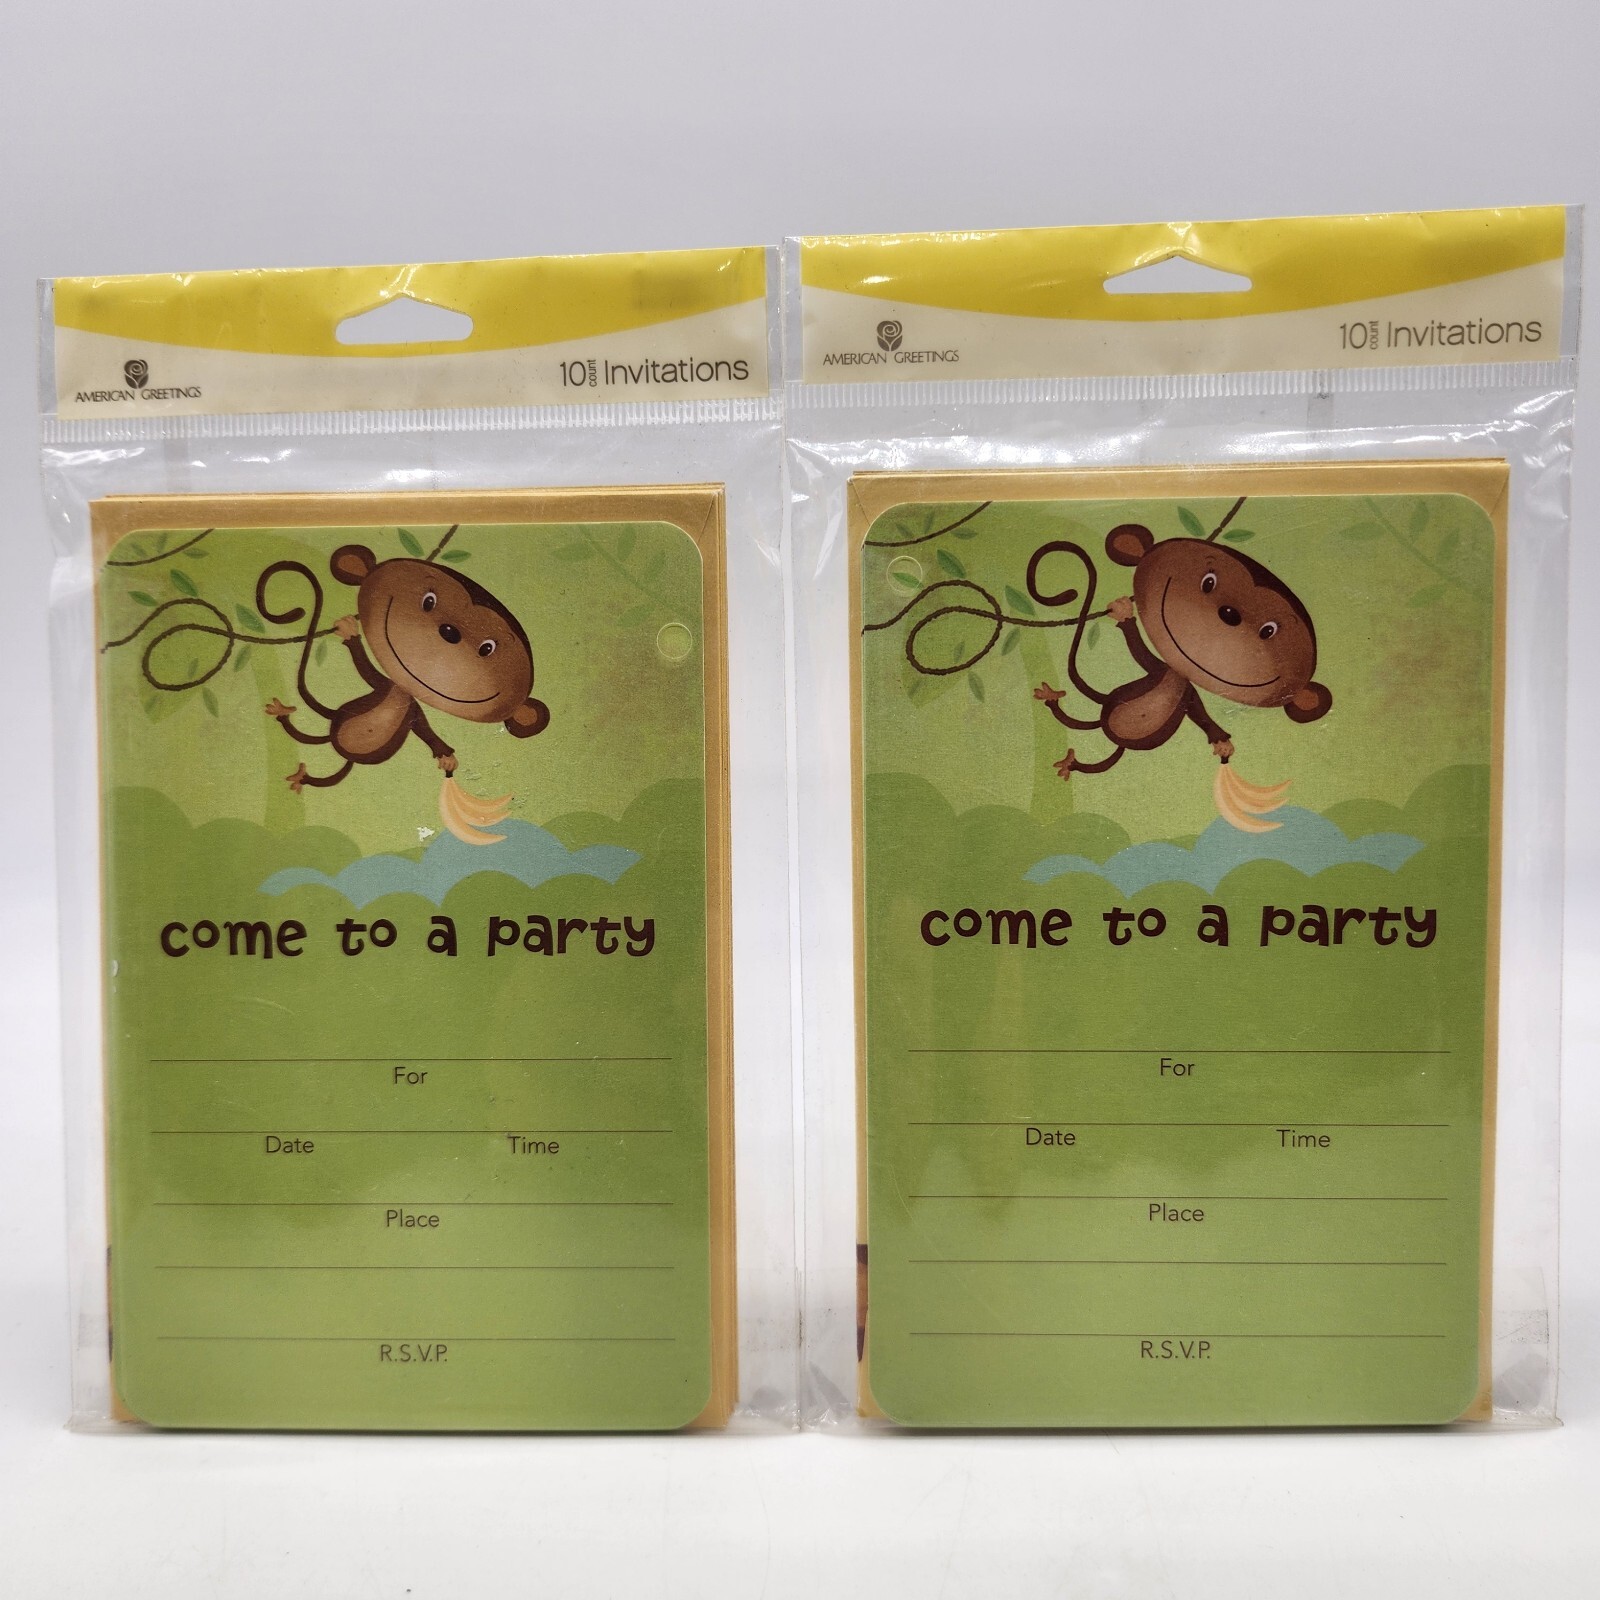 AMERICAN GREETINGS
10 count Invitations
come to a party
For
Date Time
Place
R.S.V.P.
AMERICAN GREETINGS
10 count Invitations
come to a party
For
Date Time
Place
R.S.V.P.